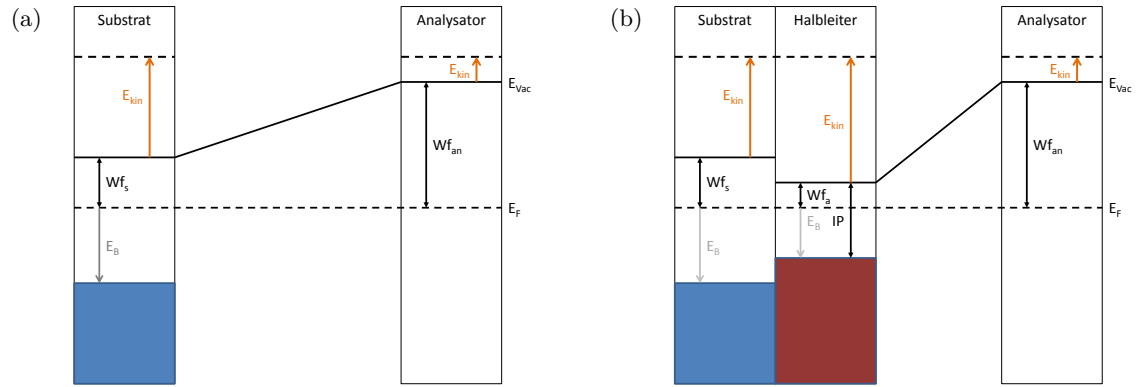 (a)
Substrat
Analysator
E_kin
E_kin
E_Vac
Wf_s
Wf_an
E_F
E_B
(b)
Substrat
Halbleiter
Analysator
E_kin
E_kin
E_kin
E_Vac
Wf_s
Wf_a
Wf_an
E_F
E_B
E_B
IP